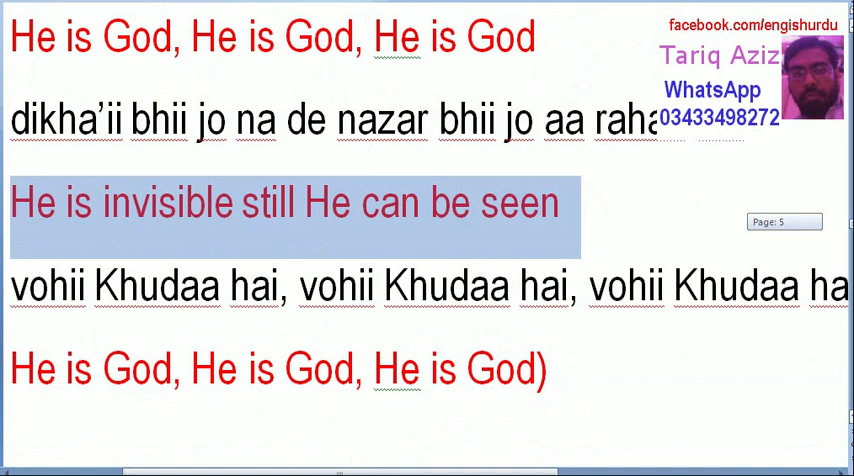 He is God, He is God, He is God
facebook.com/engishurdu
Tariq Aziz
WhatsApp
03433498272
dikha’ii bhii jo na de nazar bhii jo aa raha
He is invisible still He can be seen
Page: 5
vohii Khudaa hai, vohii Khudaa hai, vohii Khudaa ha
He is God, He is God, He is God)